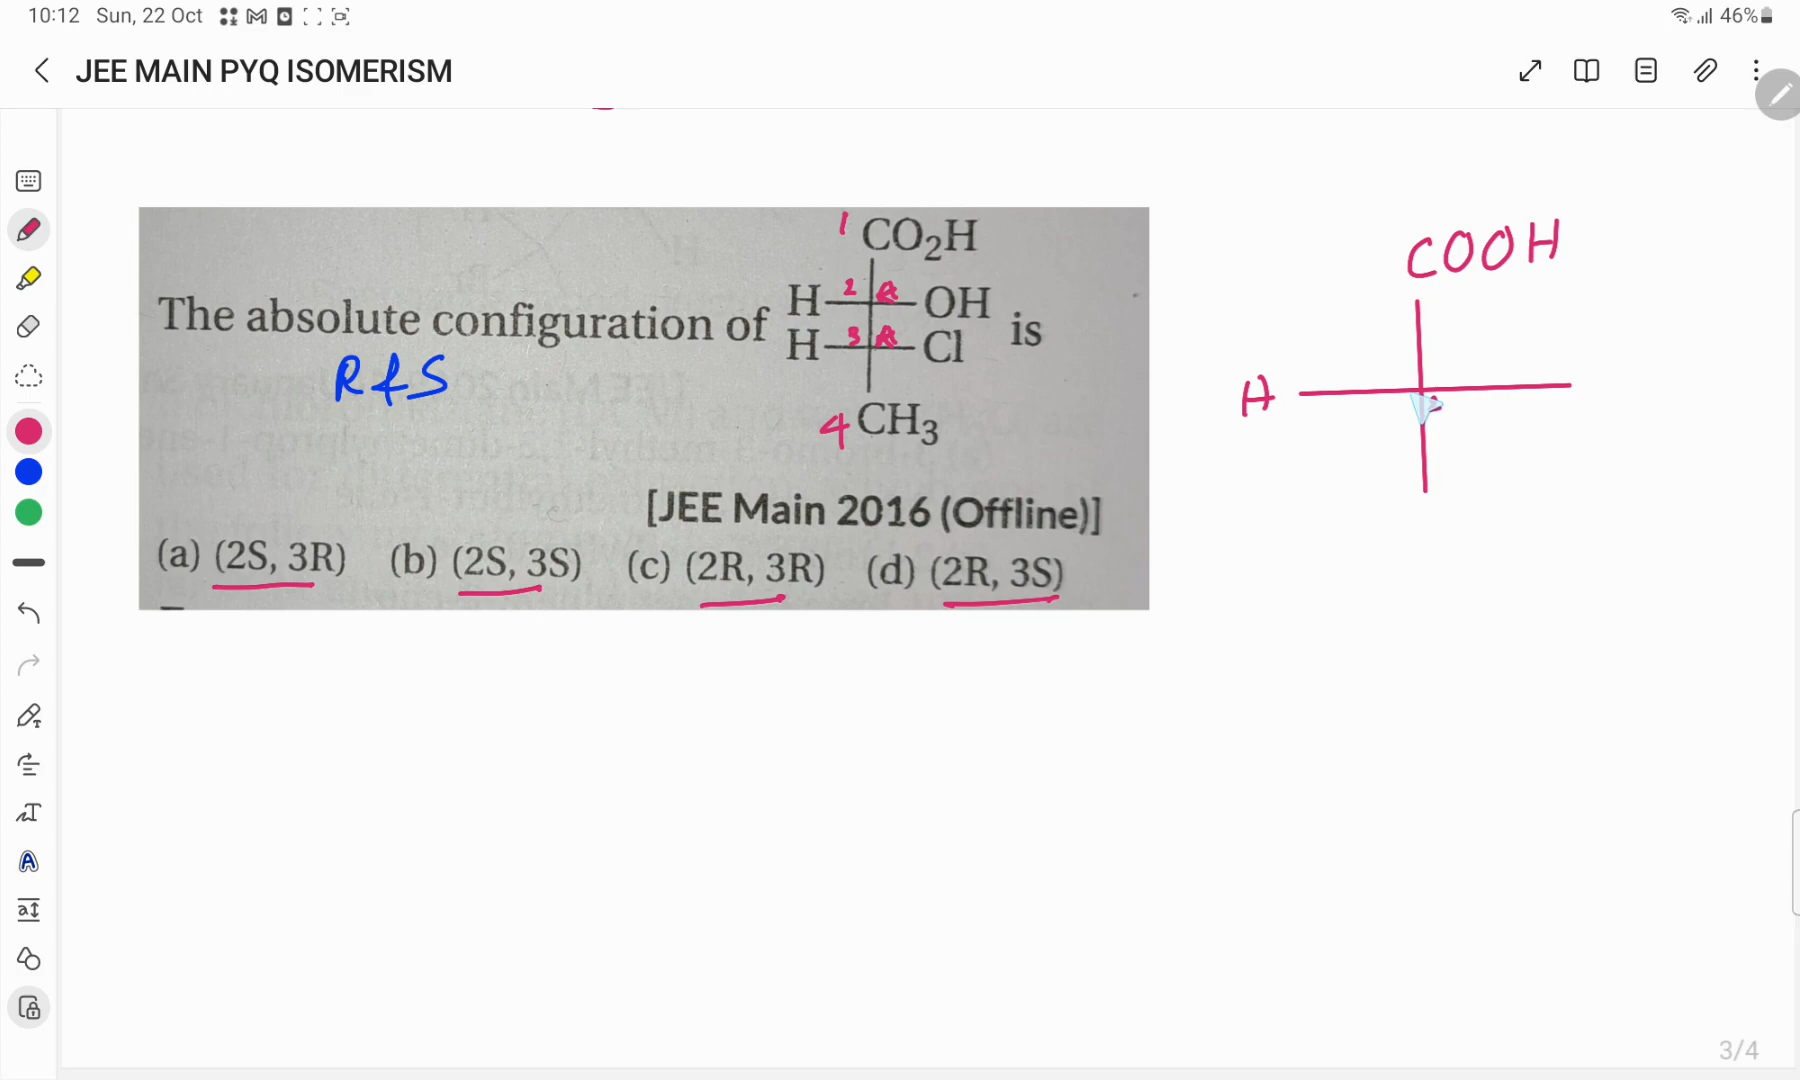 10:12 Sun, 22 Oct
46%
JEE MAIN PYQ ISOMERISM
1 CO₂H
The absolute configuration of H 2 OH is
H 3 Cl
R & S
4 CH₃
[JEE Main 2016 (Offline)]
(a) (2S, 3R) (b) (2S, 3S) (c) (2R, 3R) (d) (2R, 3S)
COOH
H
3/4